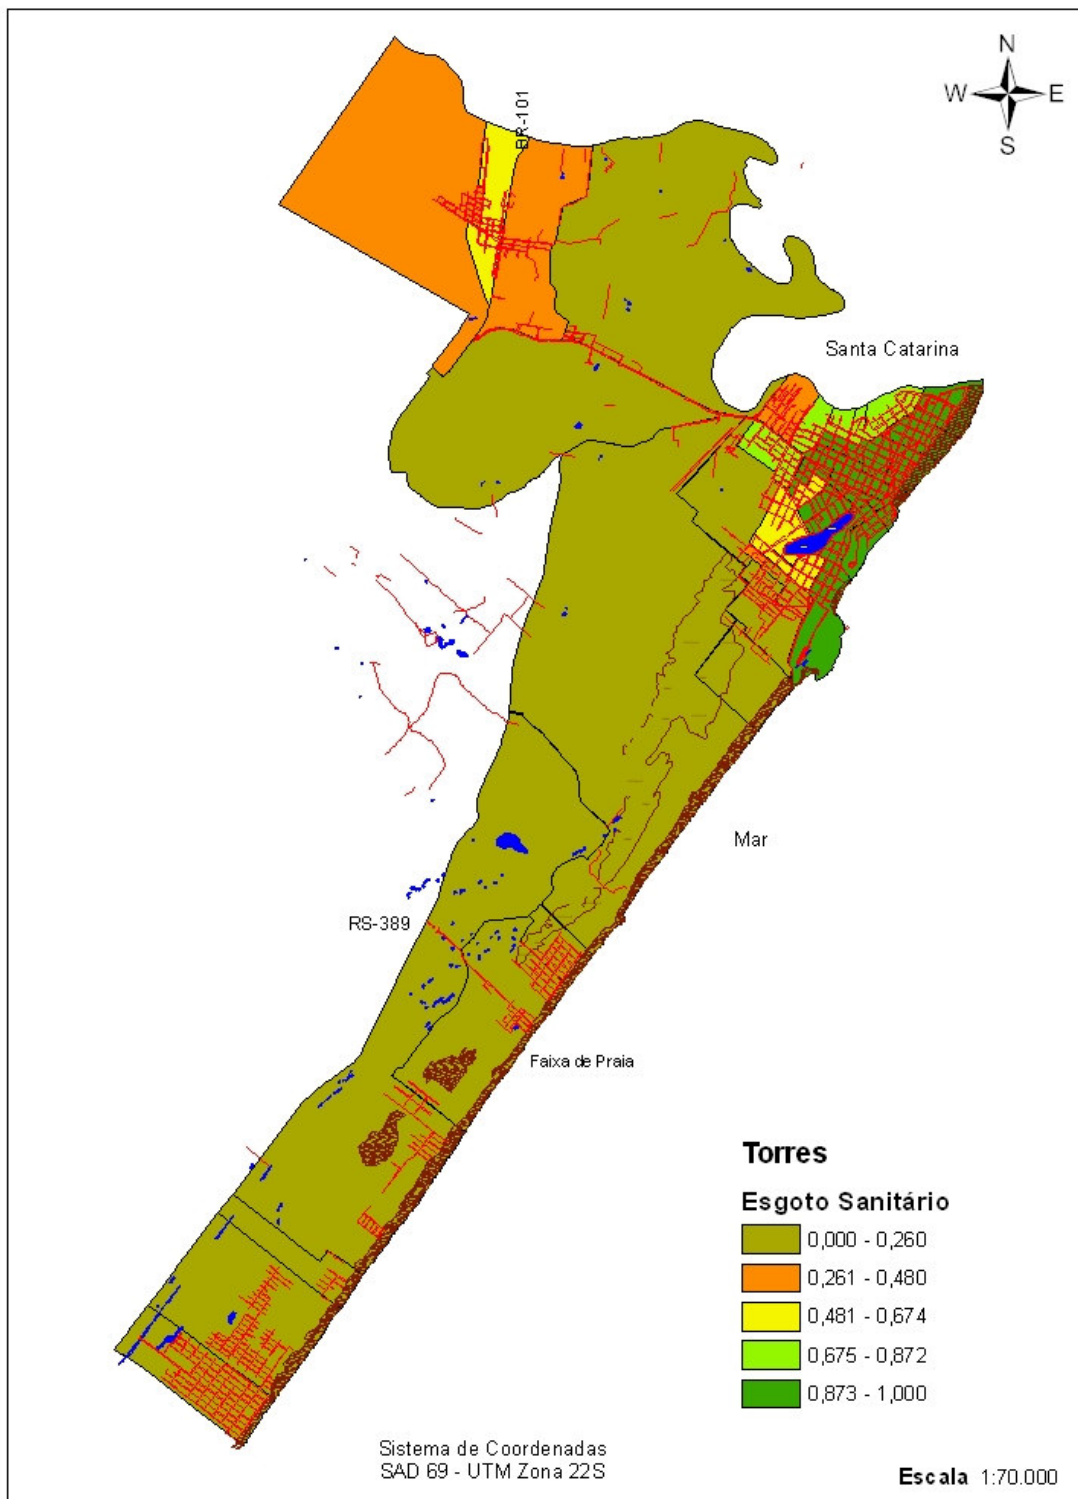 N
W E
S
BR-101
Santa Catarina
Mar
RS-389
Faixa de Praia
Torres
Esgoto Sanitário
0,000 - 0,260
0,261 - 0,480
0,481 - 0,674
0,675 - 0,872
0,873 - 1,000
Sistema de Coordenadas
SAD 69 - UTM Zona 22S
Escala 1:70.000